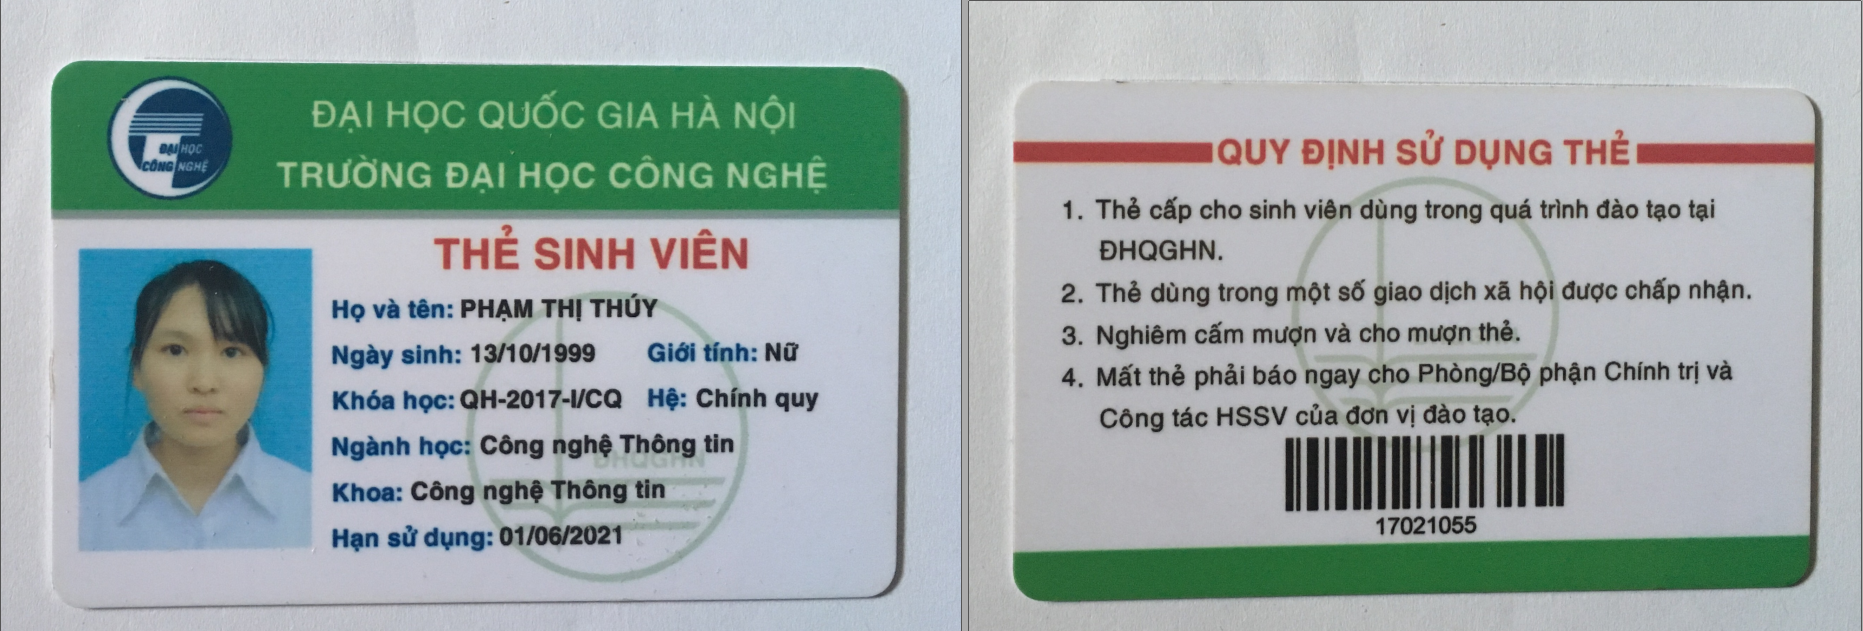 ĐẠI HỌC QUỐC GIA HÀ NỘI
TRƯỜNG ĐẠI HỌC CÔNG NGHỆ
ĐẠI HỌC
CÔNG NGHỆ
THẺ SINH VIÊN
Họ và tên: PHẠM THỊ THÚY
Ngày sinh: 13/10/1999 Giới tính: Nữ
Khóa học: QH-2017-I/CQ Hệ: Chính quy
Ngành học: Công nghệ Thông tin
ĐHQGHN
Khoa: Công nghệ Thông tin
Hạn sử dụng: 01/06/2021
QUY ĐỊNH SỬ DỤNG THẺ
1. Thẻ cấp cho sinh viên dùng trong quá trình đào tạo tại
ĐHQGHN.
2. Thẻ dùng trong một số giao dịch xã hội được chấp nhận.
3. Nghiêm cấm mượn và cho mượn thẻ.
4. Mất thẻ phải báo ngay cho Phòng/Bộ phận Chính trị và
Công tác HSSV của đơn vị đào tạo.
17021055